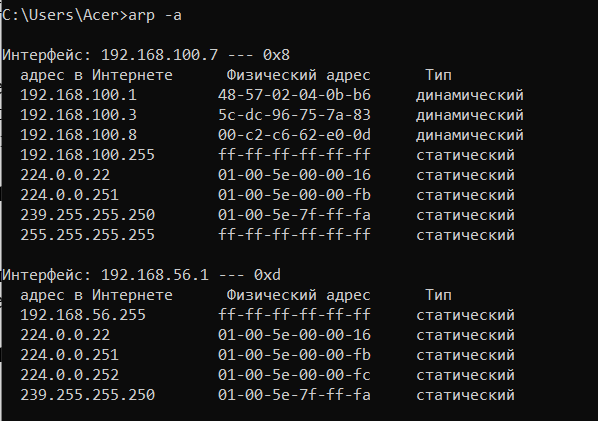 C:\Users\Acer>arp -a
Интерфейс: 192.168.100.7 --- 0x8
адрес в Интернете Физический адрес Тип
192.168.100.1 48-57-02-04-0b-b6 динамический
192.168.100.3 5c-dc-96-75-7a-83 динамический
192.168.100.8 00-c2-c6-62-e0-0d динамический
192.168.100.255 ff-ff-ff-ff-ff-ff статический
224.0.0.22 01-00-5e-00-00-16 статический
224.0.0.251 01-00-5e-00-00-fb статический
239.255.255.250 01-00-5e-7f-ff-fa статический
255.255.255.255 ff-ff-ff-ff-ff-ff статический
Интерфейс: 192.168.56.1 --- 0xd
адрес в Интернете Физический адрес Тип
192.168.56.255 ff-ff-ff-ff-ff-ff статический
224.0.0.22 01-00-5e-00-00-16 статический
224.0.0.251 01-00-5e-00-00-fb статический
224.0.0.252 01-00-5e-00-00-fc статический
239.255.255.250 01-00-5e-7f-ff-fa статический